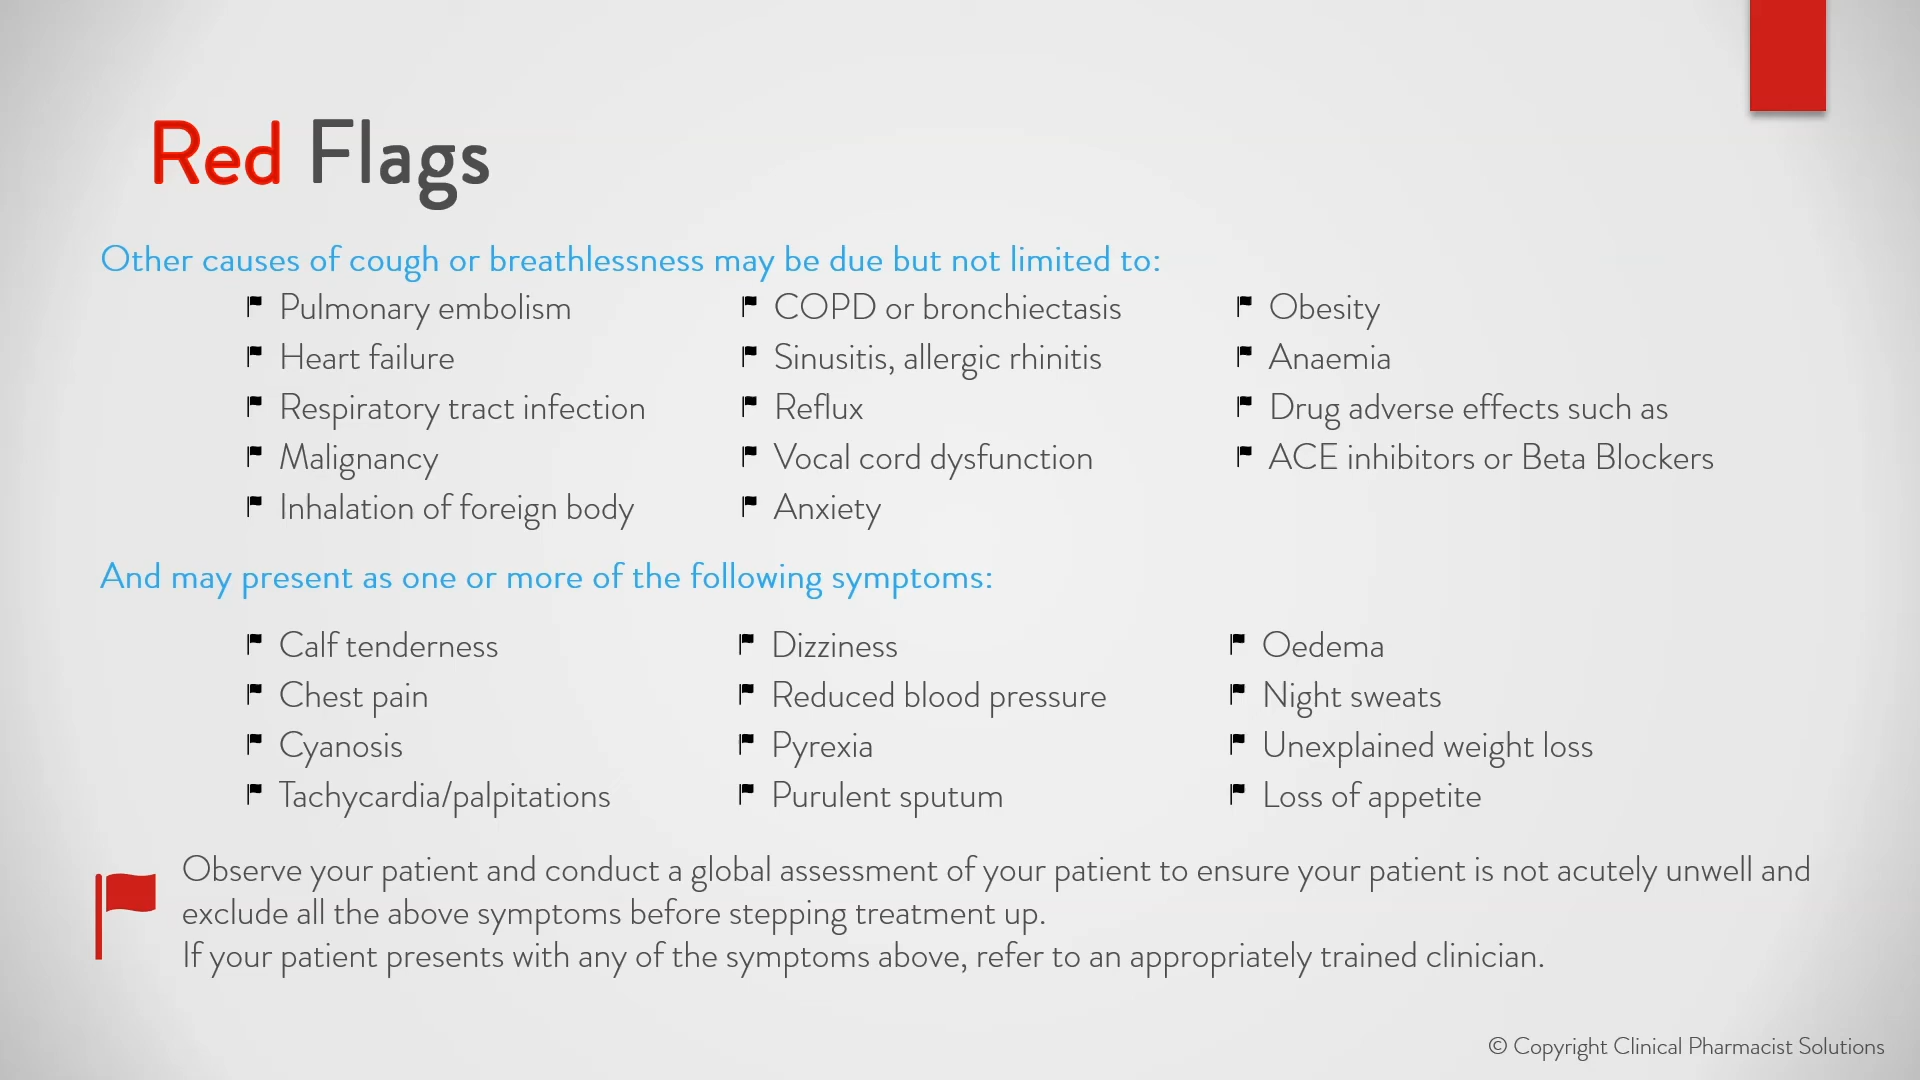 Red Flags
Other causes of cough or breathlessness may be due but not limited to:
Pulmonary embolism
Heart failure
Respiratory tract infection
Malignancy
Inhalation of foreign body
COPD or bronchiectasis
Sinusitis, allergic rhinitis
Reflux
Vocal cord dysfunction
Anxiety
Obesity
Anaemia
Drug adverse effects such as
ACE inhibitors or Beta Blockers
And may present as one or more of the following symptoms:
Calf tenderness
Chest pain
Cyanosis
Tachycardia/palpitations
Dizziness
Reduced blood pressure
Pyrexia
Purulent sputum
Oedema
Night sweats
Unexplained weight loss
Loss of appetite
Observe your patient and conduct a global assessment of your patient to ensure your patient is not acutely unwell and
exclude all the above symptoms before stepping treatment up.
If your patient presents with any of the symptoms above, refer to an appropriately trained clinician.
© Copyright Clinical Pharmacist Solutions